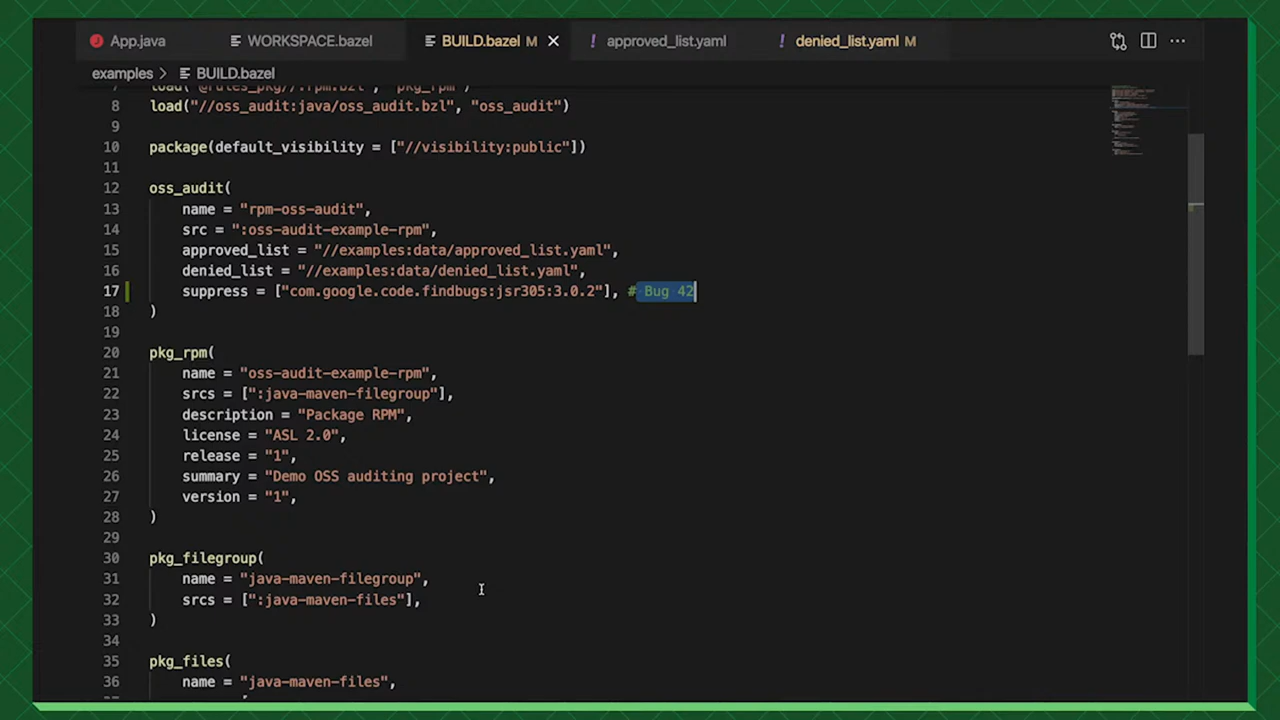 App.java WORKSPACE.bazel BUILD.bazel M approved_list.yaml denied_list.yaml M
examples > BUILD.bazel
7 load("@rules_pkg//:rpm.bzl", "pkg_rpm")
8 load("//oss_audit:java/oss_audit.bzl", "oss_audit")
9
10 package(default_visibility = ["//visibility:public"])
11
12 oss_audit(
13 name = "rpm-oss-audit",
14 src = ":oss-audit-example-rpm",
15 approved_list = "//examples:data/approved_list.yaml",
16 denied_list = "//examples:data/denied_list.yaml",
17 suppress = ["com.google.code.findbugs:jsr305:3.0.2"], # Bug 42
18 )
19
20 pkg_rpm(
21 name = "oss-audit-example-rpm",
22 srcs = [":java-maven-filegroup"],
23 description = "Package RPM",
24 license = "ASL 2.0",
25 release = "1",
26 summary = "Demo OSS auditing project",
27 version = "1",
28 )
29
30 pkg_filegroup(
31 name = "java-maven-filegroup",
32 srcs = [":java-maven-files"],
33 )
34
35 pkg_files(
36 name = "java-maven-files",